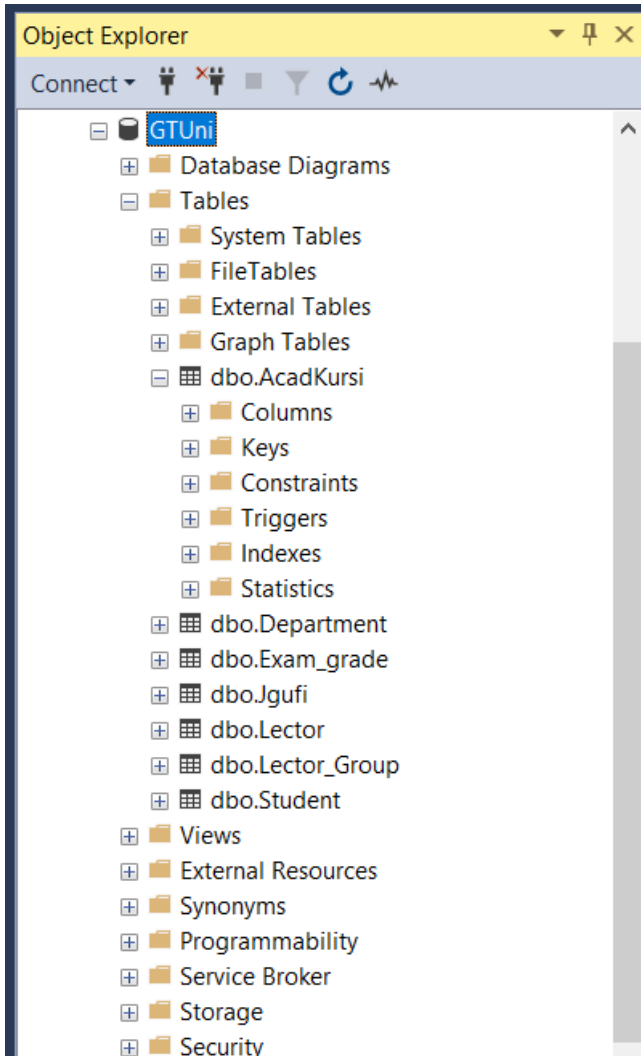 Object Explorer
Connect
GTUni
Database Diagrams
Tables
System Tables
FileTables
External Tables
Graph Tables
dbo.AcadKursi
Columns
Keys
Constraints
Triggers
Indexes
Statistics
dbo.Department
dbo.Exam_grade
dbo.Jgufi
dbo.Lector
dbo.Lector_Group
dbo.Student
Views
External Resources
Synonyms
Programmability
Service Broker
Storage
Security